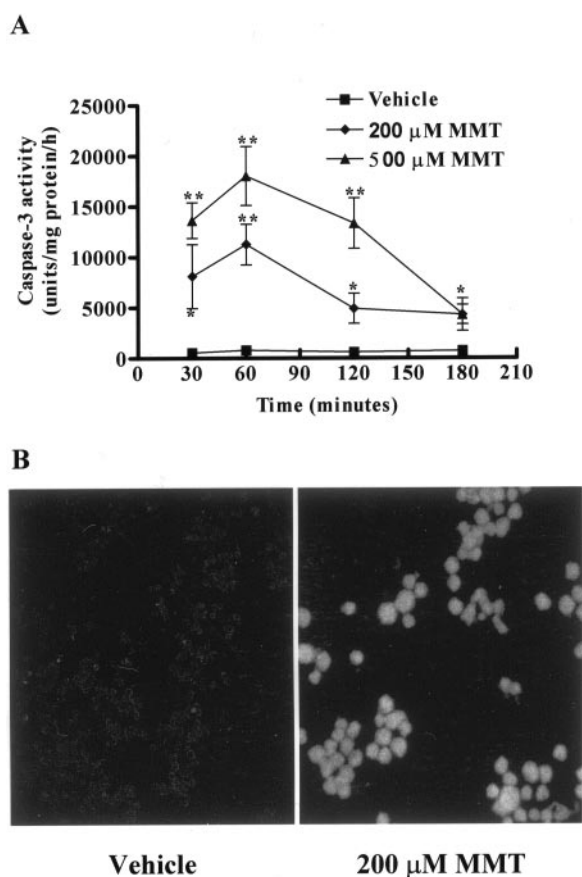 A
Vehicle
200 μM MMT
500 μM MMT
Caspase-3 activity
(units/mg protein/h)
25000
20000
15000
10000
5000
0
**
**
**
**
*
*
*
0 30 60 90 120 150 180 210
Time (minutes)
B
Vehicle 200 μM MMT